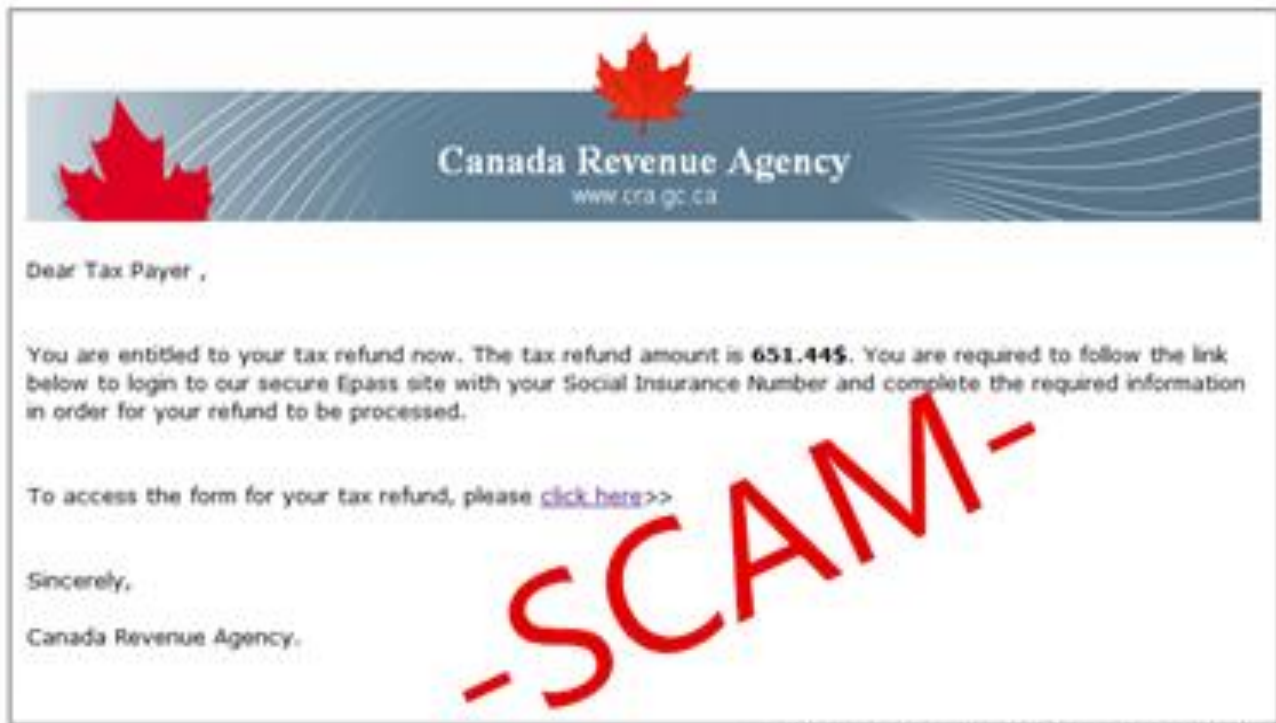 Canada Revenue Agency
www.cra.gc.ca
Dear Tax Payer ,
You are entitled to your tax refund now. The tax refund amount is 651.44$. You are required to follow the link
below to login to our secure Epass site with your Social Insurance Number and complete the required information
in order for your refund to be processed.
To access the form for your tax refund, please click here>>
-SCAM-
Sincerely,
Canada Revenue Agency.